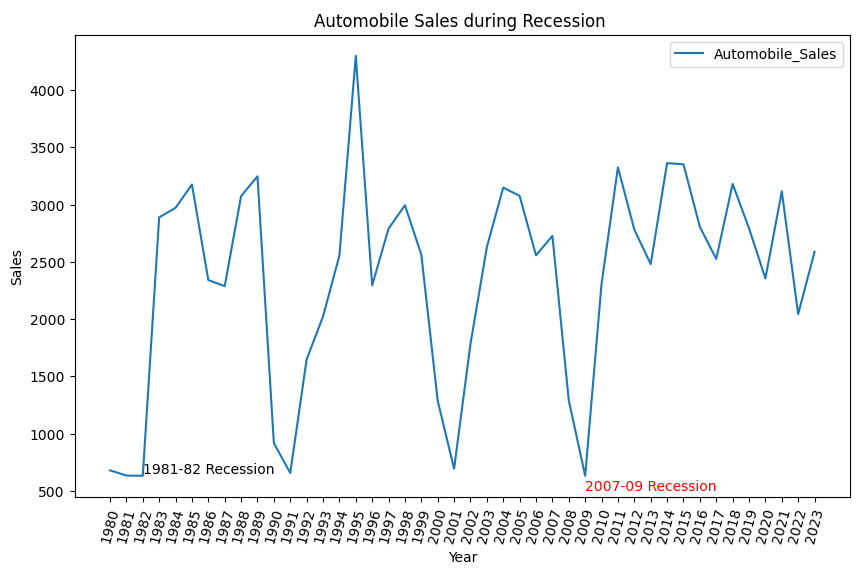 Automobile Sales during Recession
Automobile_Sales
4000
3500
3000
2500
2000
1500
1000
500
Sales
1981-82 Recession
2007-09 Recession
1980 1981 1982 1983 1984 1985 1986 1987 1988 1989 1990 1991 1992 1993 1994 1995 1996 1997 1998 1999 2000 2001 2002 2003 2004 2005 2006 2007 2008 2009 2010 2011 2012 2013 2014 2015 2016 2017 2018 2019 2020 2021 2022 2023
Year